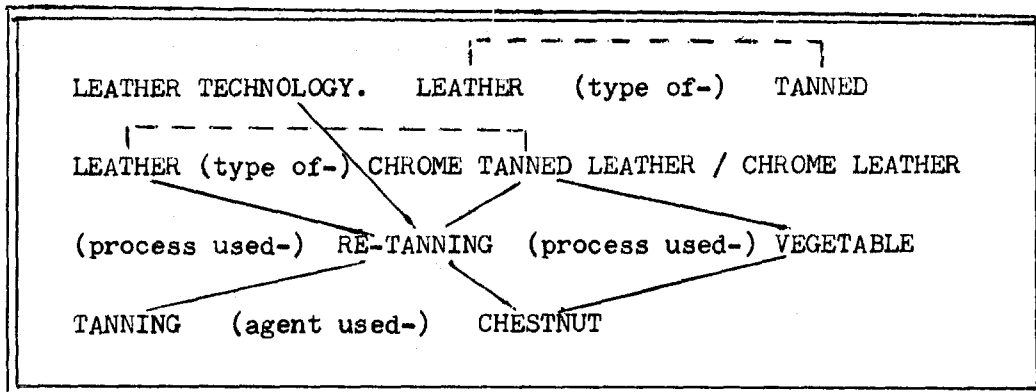 LEATHER TECHNOLOGY. LEATHER (type of-) TANNED
LEATHER (type of-) CHROME TANNED LEATHER / CHROME LEATHER
(process used-) RE-TANNING (process used-) VEGETABLE
TANNING (agent used-) CHESTNUT